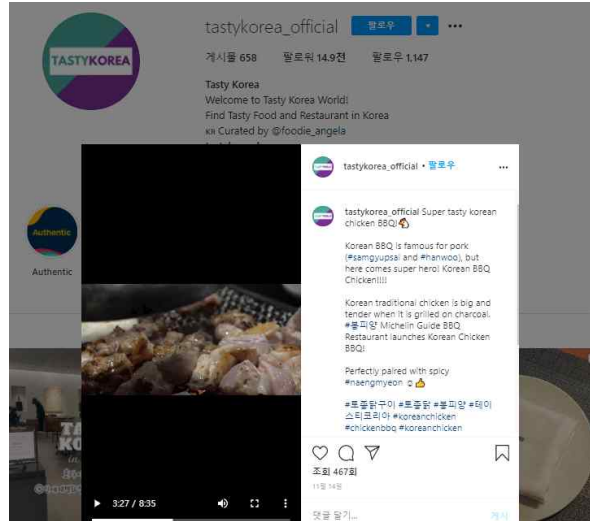 tastykorea_official 팔로우
게시물 658 팔로워 14.9천 팔로우 1,147
TASTYKOREA
Tasty Korea
Welcome to Tasty Korea World!
Find Tasty Food and Restaurant in Korea
Curated by @foodie_angela
Authentic
Authentic
tastykorea_official • 팔로우
tastykorea_official Super tasty korean
chicken BBQ!🐔
Korean BBQ is famous for pork
(#samgyupsal and #hanwoo), but
here comes super hero! Korean BBQ
Chicken!!!!
Korean traditional chicken is big and
tender when it is grilled on charcoal.
#봉피양 Michelin Guide BBQ
Restaurant launches Korean Chicken
BBQ!
Perfectly paired with spicy
#naengmyeon ☺👍
#토종닭구이 #토종닭 #봉피양 #테이
스티코리아 #koreanchicken
#chickenbbq #koreanchicken
조회 467회
11월 14일
3:27 / 8:35
댓글 달기...
게시